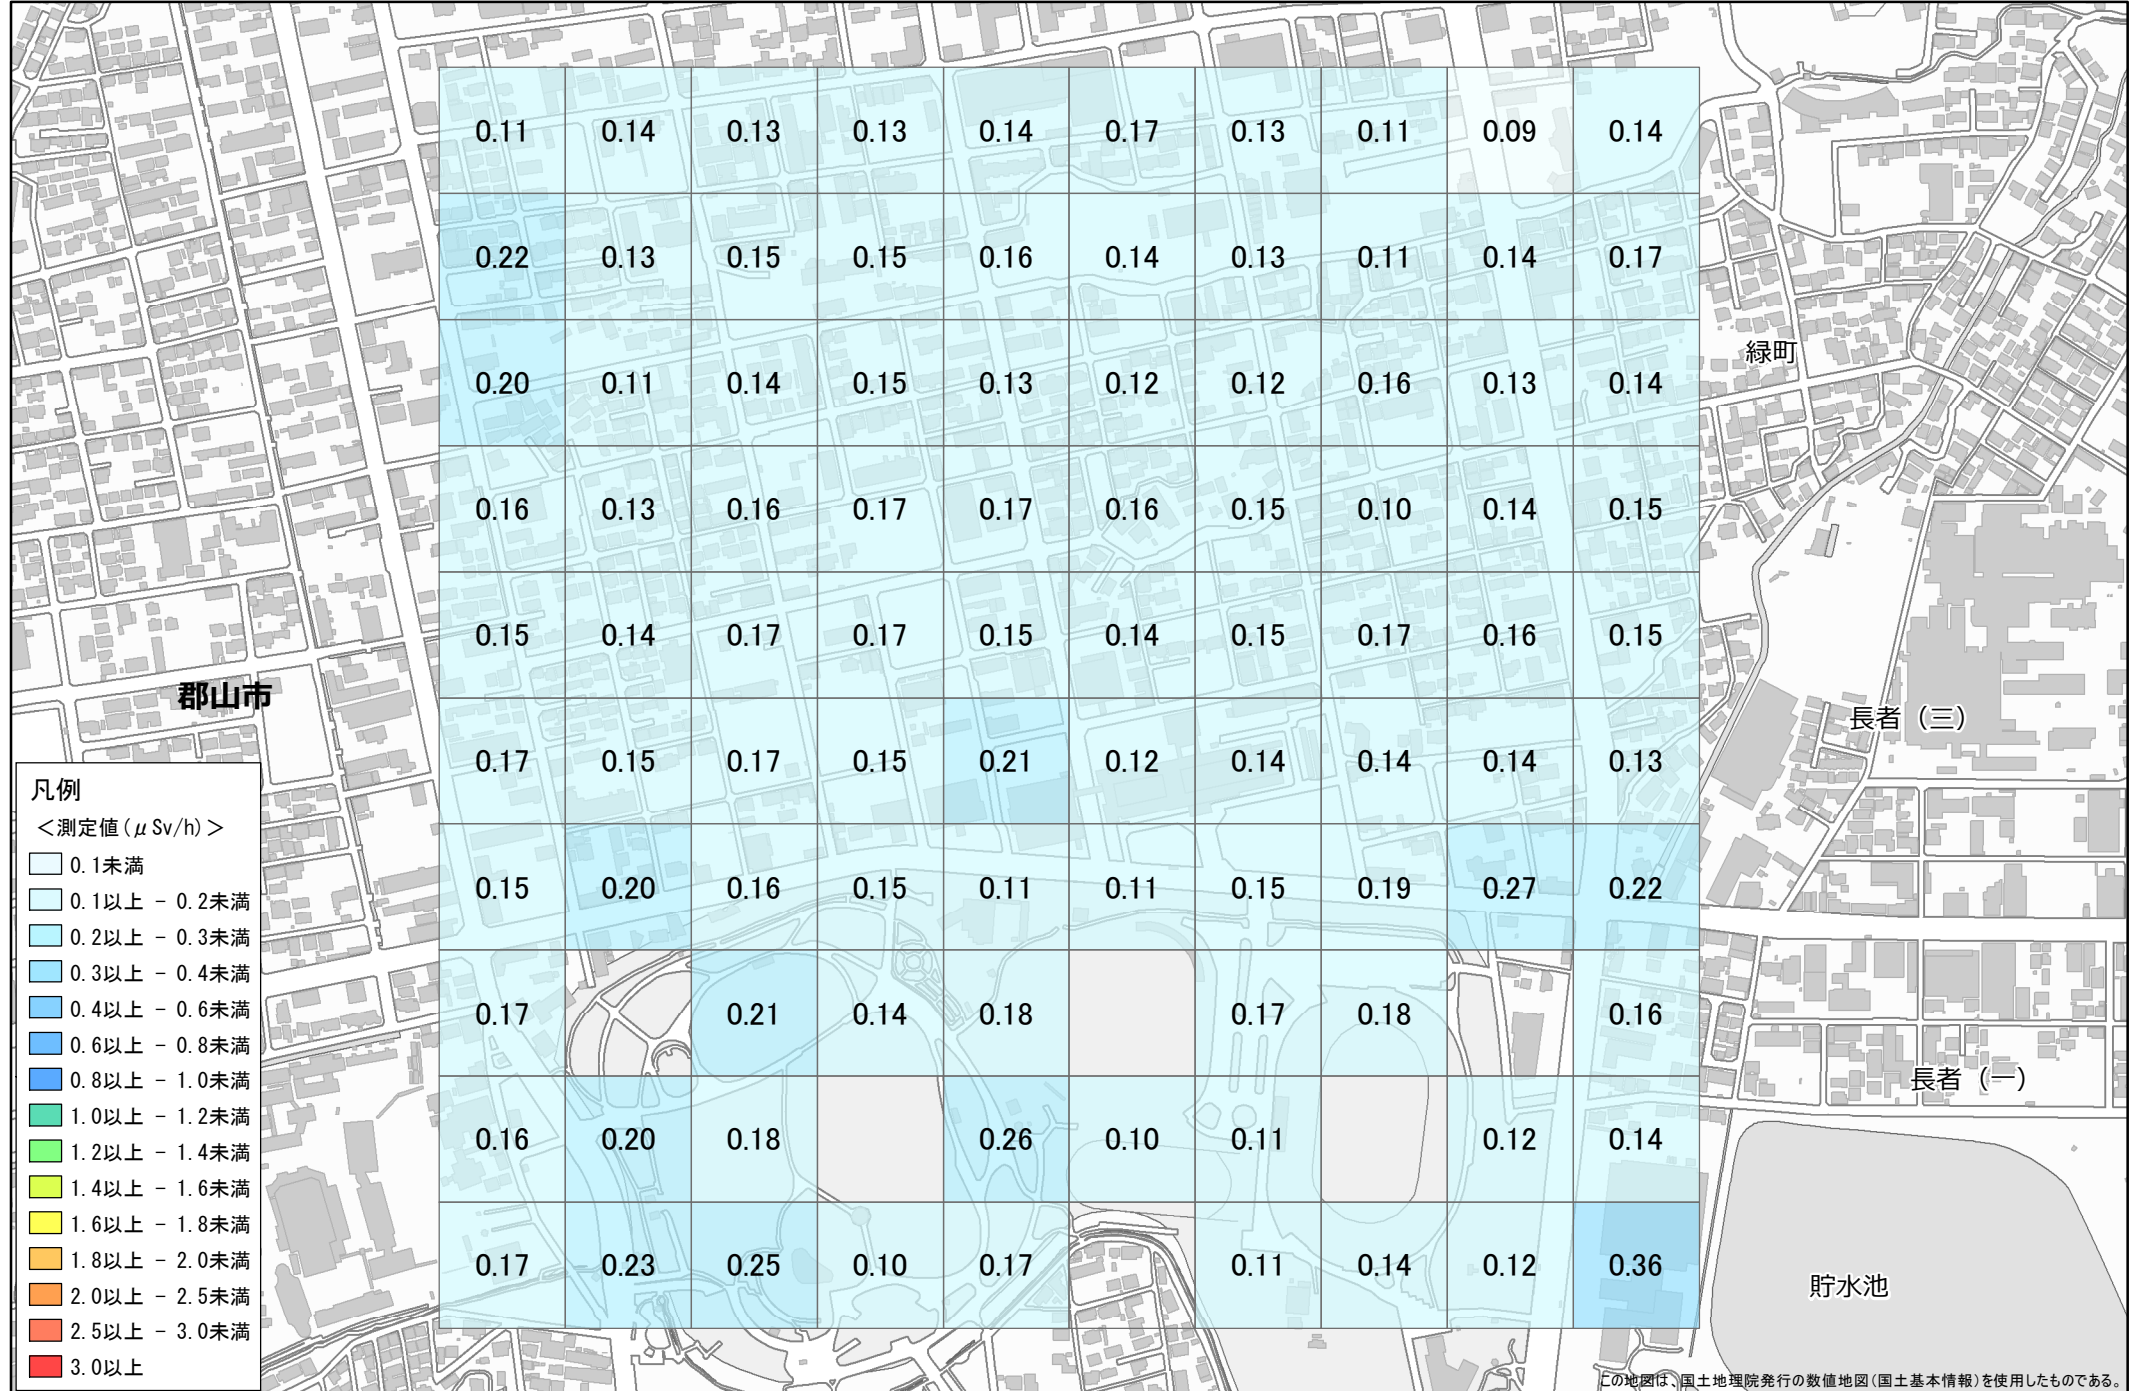 0.11 0.14 0.13 0.13 0.14 0.17 0.13 0.11 0.09 0.14
0.22 0.13 0.15 0.15 0.16 0.14 0.13 0.11 0.14 0.17
緑町
0.20 0.11 0.14 0.15 0.13 0.12 0.12 0.16 0.13 0.14
0.16 0.13 0.16 0.17 0.17 0.16 0.15 0.10 0.14 0.15
0.15 0.14 0.17 0.17 0.15 0.14 0.15 0.17 0.16 0.15
郡山市
長者（三）
0.17 0.15 0.17 0.15 0.21 0.12 0.14 0.14 0.14 0.13
0.15 0.20 0.16 0.15 0.11 0.11 0.15 0.19 0.27 0.22
0.17 0.21 0.14 0.18 0.17 0.18 0.16
長者（一）
0.16 0.20 0.18 0.26 0.10 0.11 0.12 0.14
0.17 0.23 0.25 0.10 0.17 0.11 0.14 0.12 0.36
貯水池
凡例
＜測定値(μSv/h)＞
0.1未満
0.1以上 - 0.2未満
0.2以上 - 0.3未満
0.3以上 - 0.4未満
0.4以上 - 0.6未満
0.6以上 - 0.8未満
0.8以上 - 1.0未満
1.0以上 - 1.2未満
1.2以上 - 1.4未満
1.4以上 - 1.6未満
1.6以上 - 1.8未満
1.8以上 - 2.0未満
2.0以上 - 2.5未満
2.5以上 - 3.0未満
3.0以上
この地図は、国土地理院発行の数値地図(国土基本情報)を使用したものである。